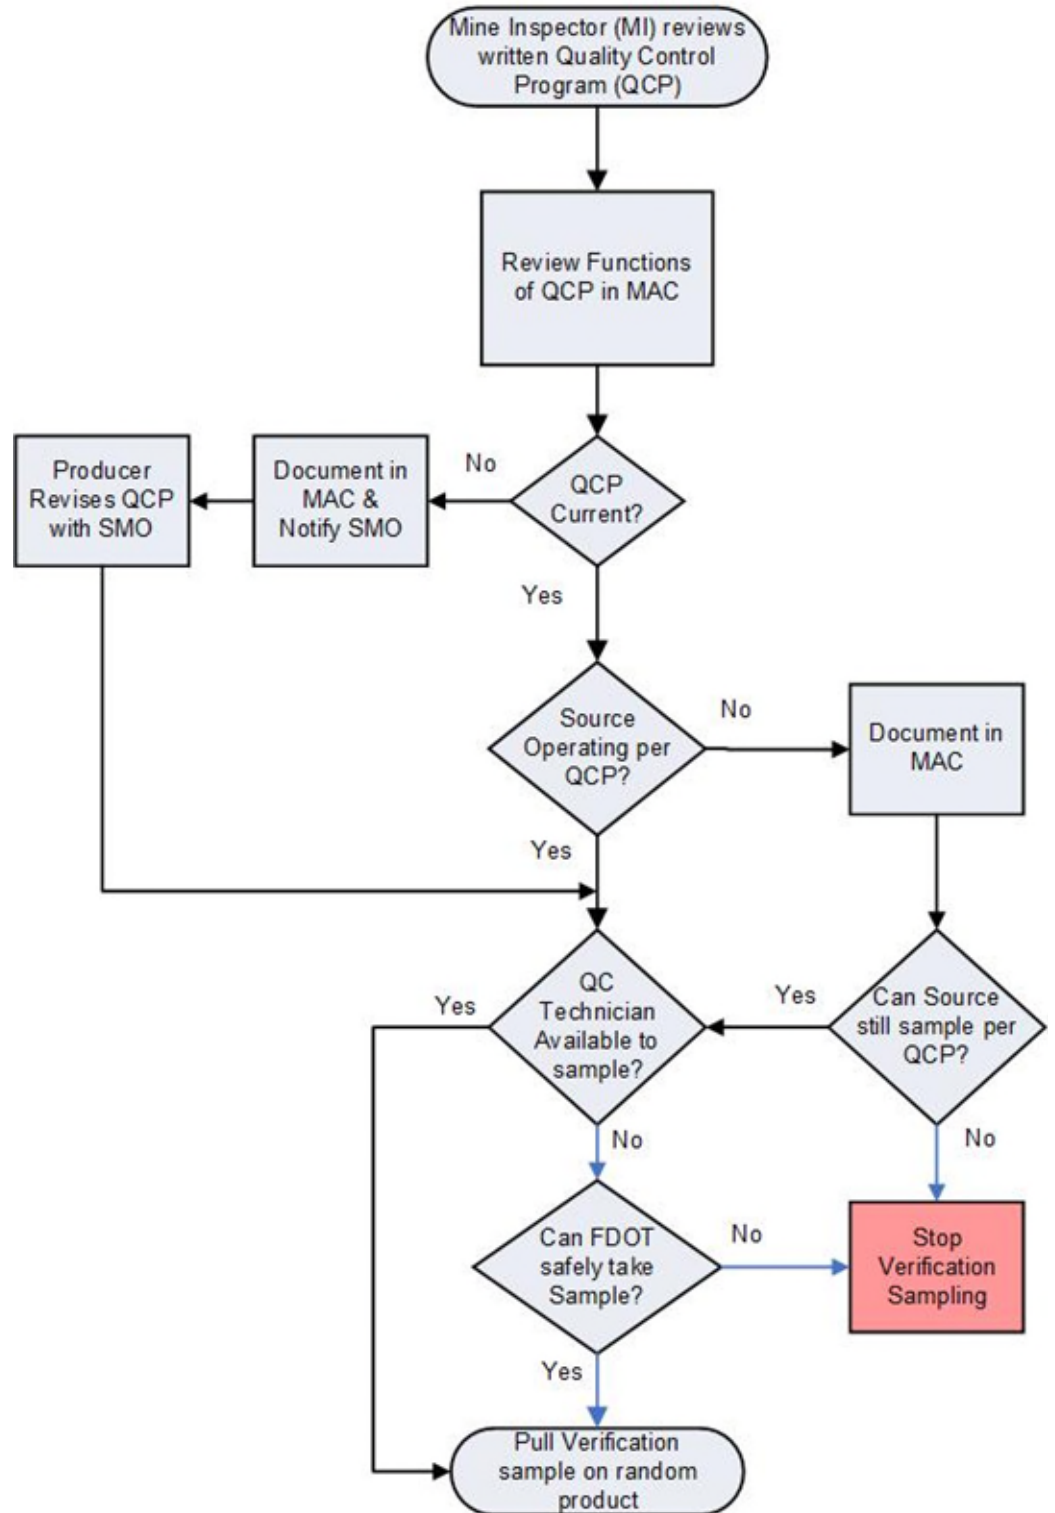 Mine Inspector (MI) reviews
written Quality Control
Program (QCP)
Review Functions
of QCP in MAC
QCP
Current?
No
Document in
MAC &
Notify SMO
Producer
Revises QCP
with SMO
Yes
Source
Operating per
QCP?
No
Document in
MAC
Yes
QC
Technician
Available to
sample?
Yes
Yes
Can Source
still sample per
QCP?
No
No
Can FDOT
safely take
Sample?
No
Stop
Verification
Sampling
Yes
Pull Verification
sample on random
product